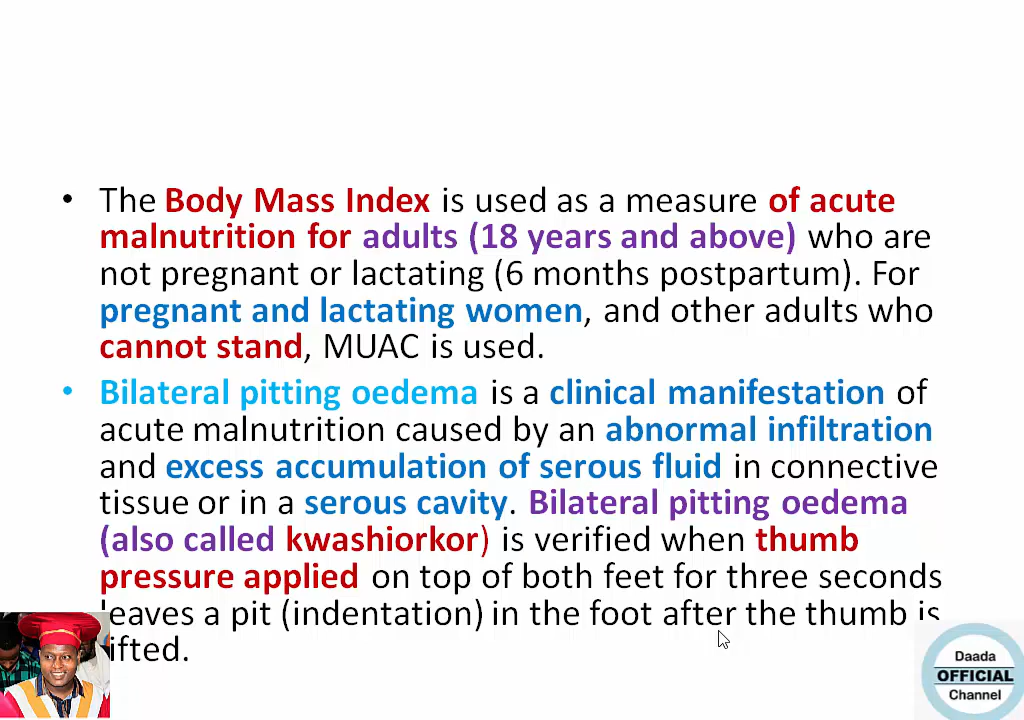 • The Body Mass Index is used as a measure of acute
malnutrition for adults (18 years and above) who are
not pregnant or lactating (6 months postpartum). For
pregnant and lactating women, and other adults who
cannot stand, MUAC is used.
• Bilateral pitting oedema is a clinical manifestation of
acute malnutrition caused by an abnormal infiltration
and excess accumulation of serous fluid in connective
tissue or in a serous cavity. Bilateral pitting oedema
(also called kwashiorkor) is verified when thumb
pressure applied on top of both feet for three seconds
leaves a pit (indentation) in the foot after the thumb is
lifted.
Daada
OFFICIAL
Channel